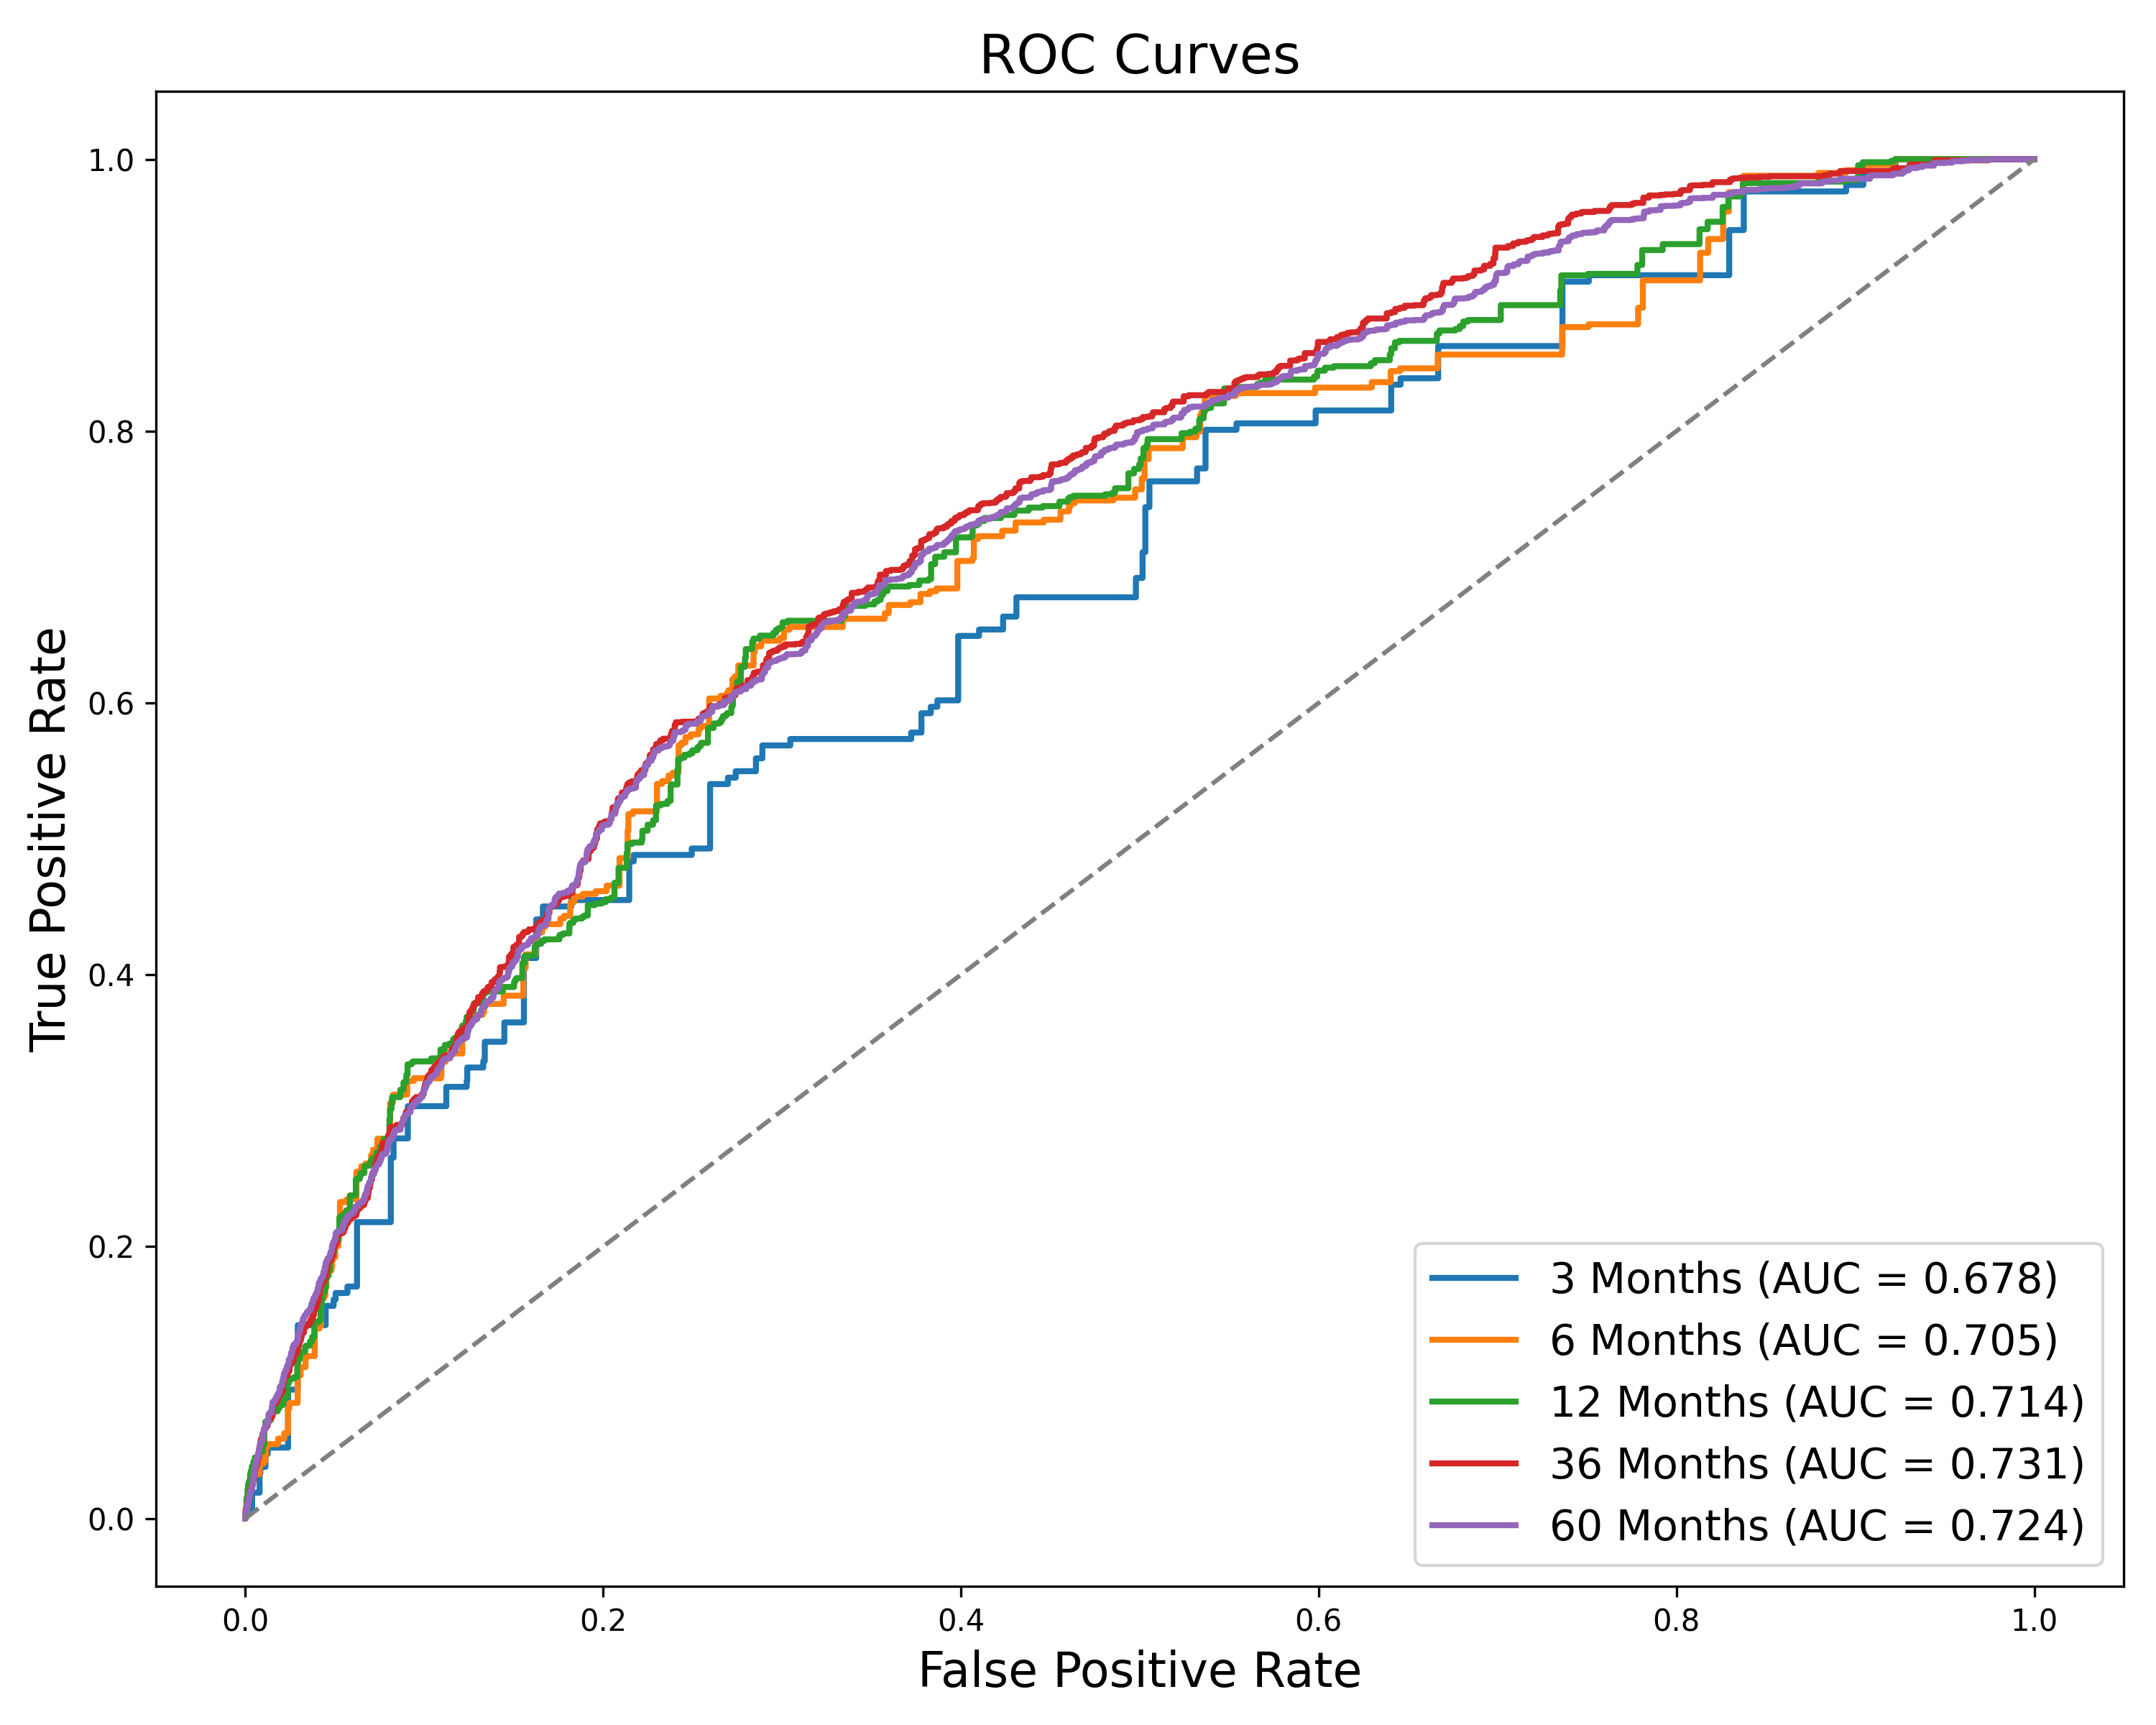 ROC Curves
True Positive Rate
1.0
0.8
0.6
0.4
0.2
0.0
0.0 0.2 0.4 0.6 0.8 1.0
False Positive Rate
3 Months (AUC = 0.678)
6 Months (AUC = 0.705)
12 Months (AUC = 0.714)
36 Months (AUC = 0.731)
60 Months (AUC = 0.724)